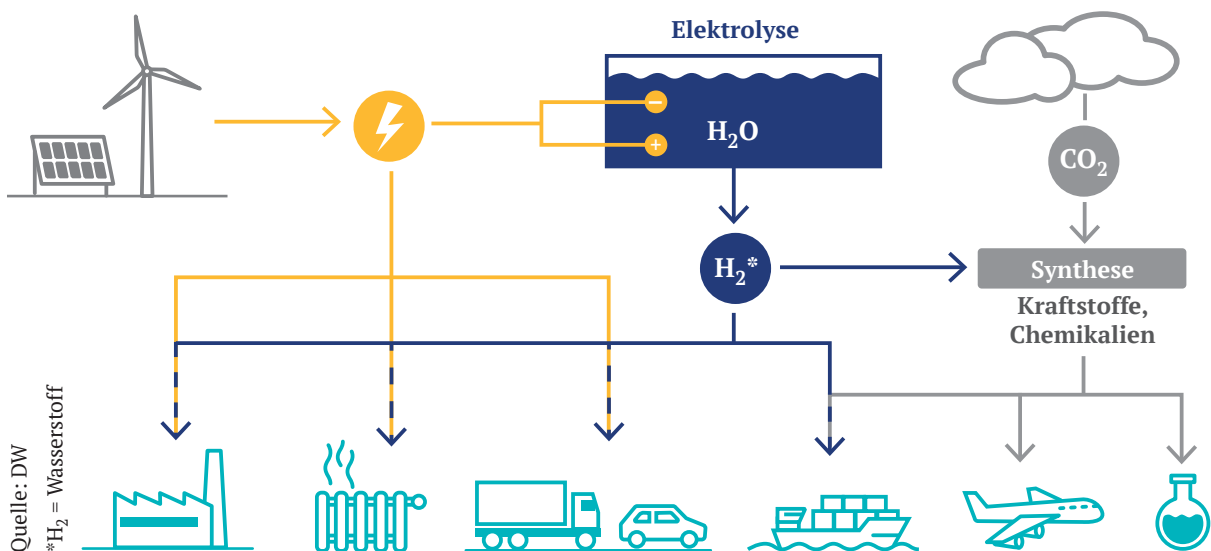 Elektrolyse
−
+
H₂O
CO₂
H₂*
Synthese
Kraftstoffe,
Chemikalien
Quelle: DW
*H₂ = Wasserstoff